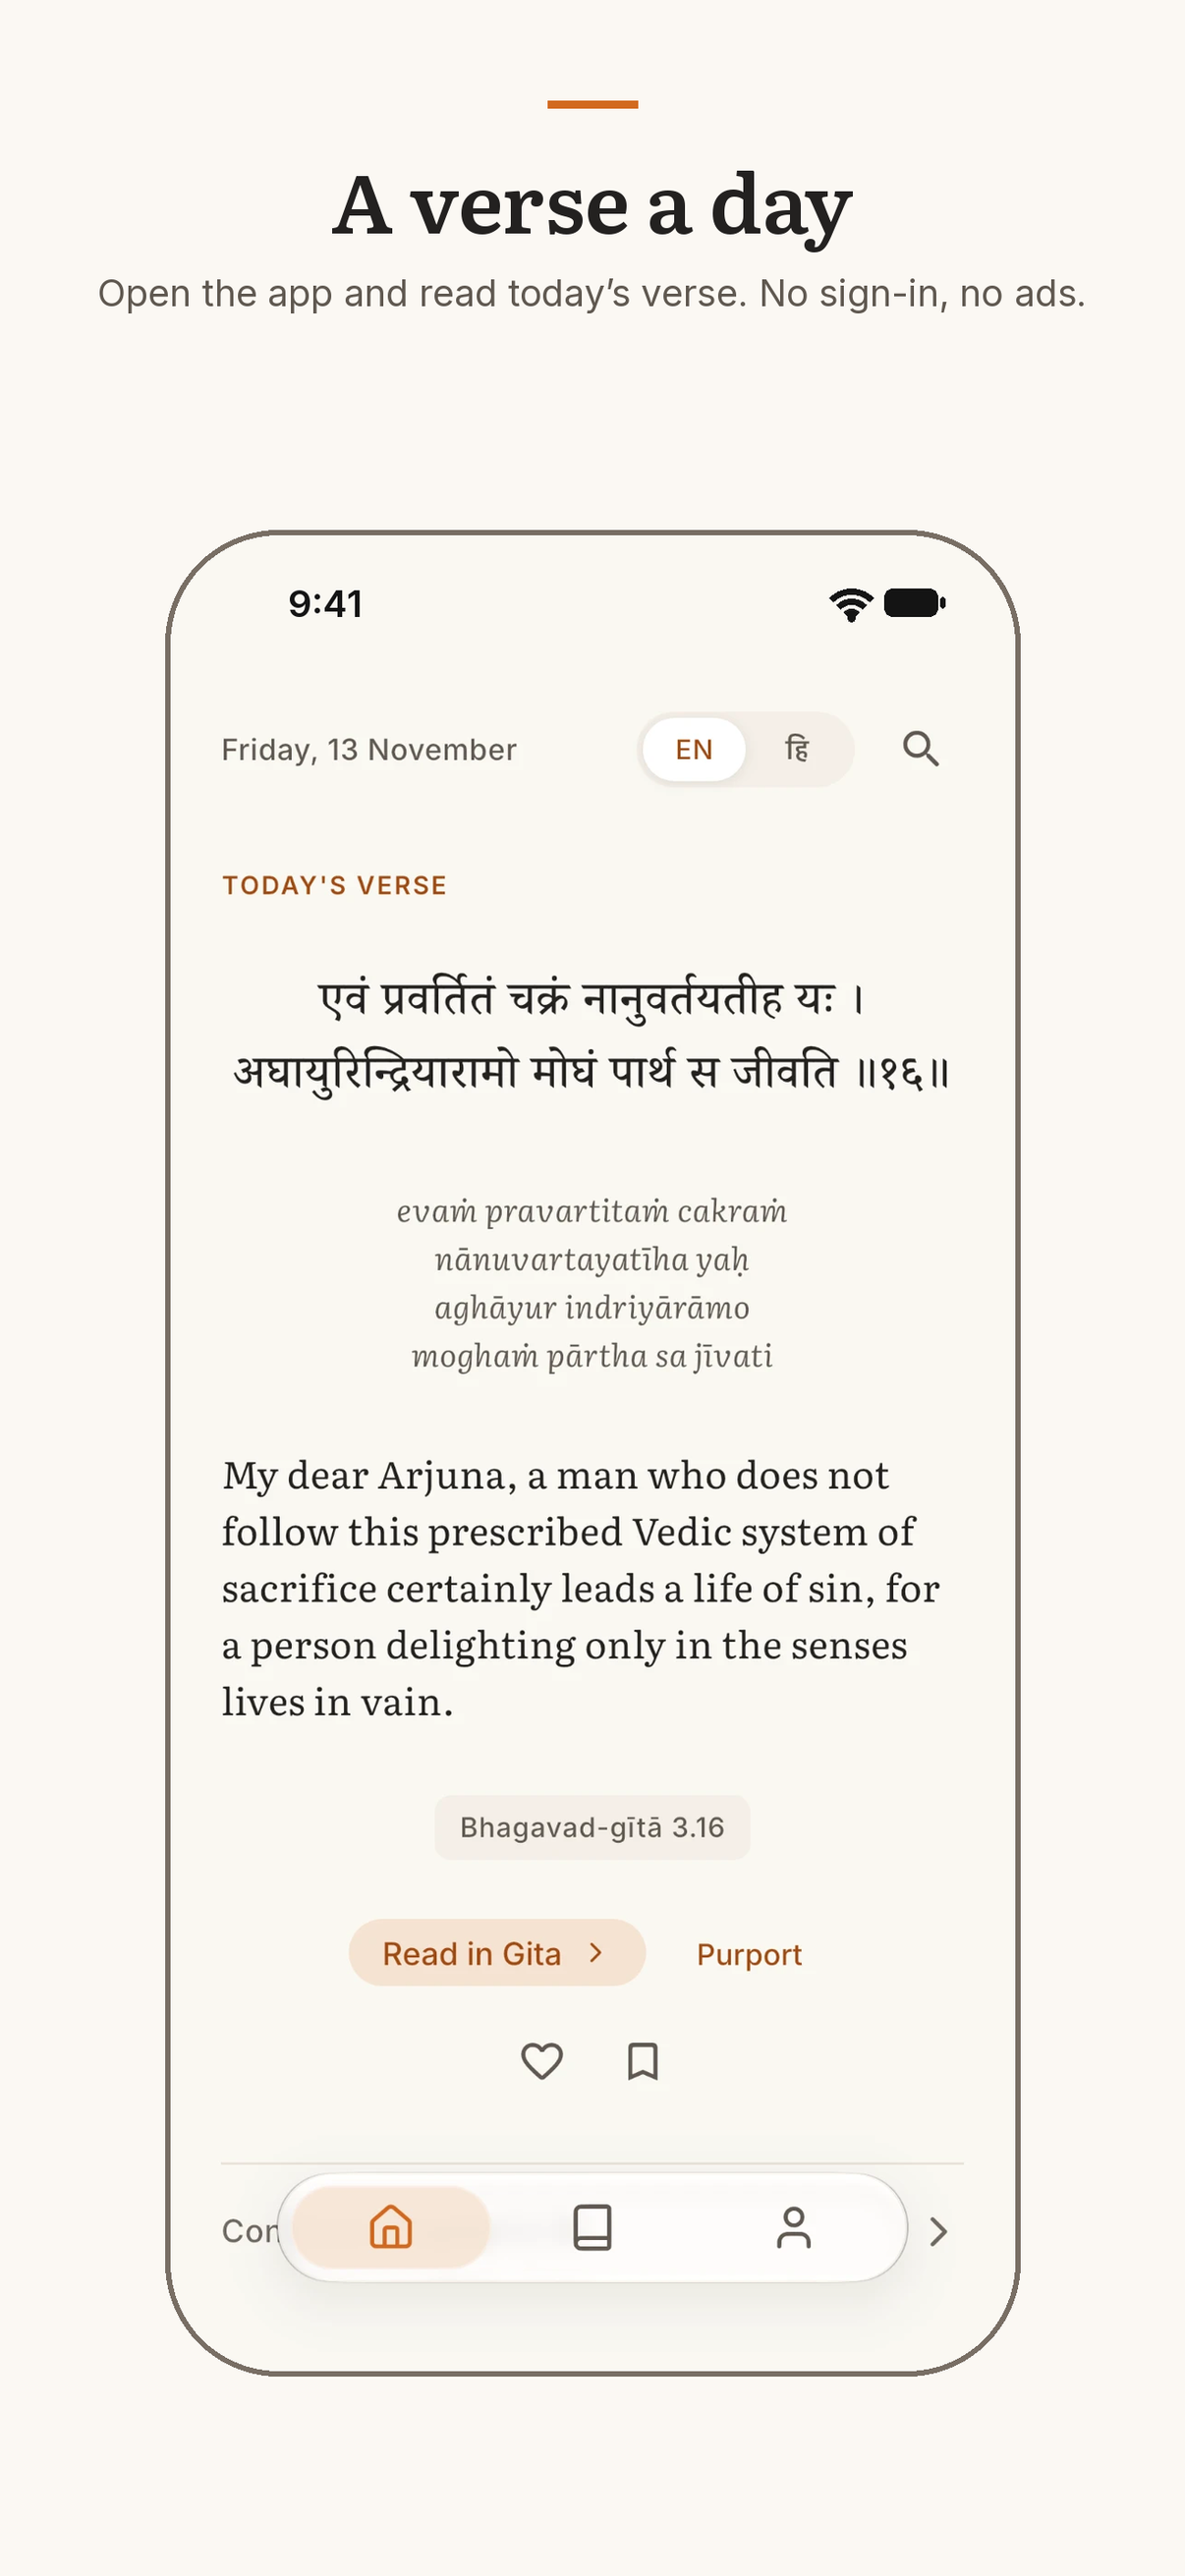 A verse a day
Open the app and read today’s verse. No sign-in, no ads.
9:41
Friday, 13 November
EN हि
TODAY'S VERSE
एवं प्रवर्तितं चक्रं नानुवर्तयतीह यः ।
अघायुरिन्द्रियारामो मोघं पार्थ स जीवति ॥१६॥
evaṁ pravartitaṁ cakraṁ
nānuvartayatīha yaḥ
aghāyur indriyārāmo
moghaṁ pārtha sa jīvati
My dear Arjuna, a man who does not
follow this prescribed Vedic system of
sacrifice certainly leads a life of sin, for
a person delighting only in the senses
lives in vain.
Bhagavad-gītā 3.16
Read in Gita
Purport